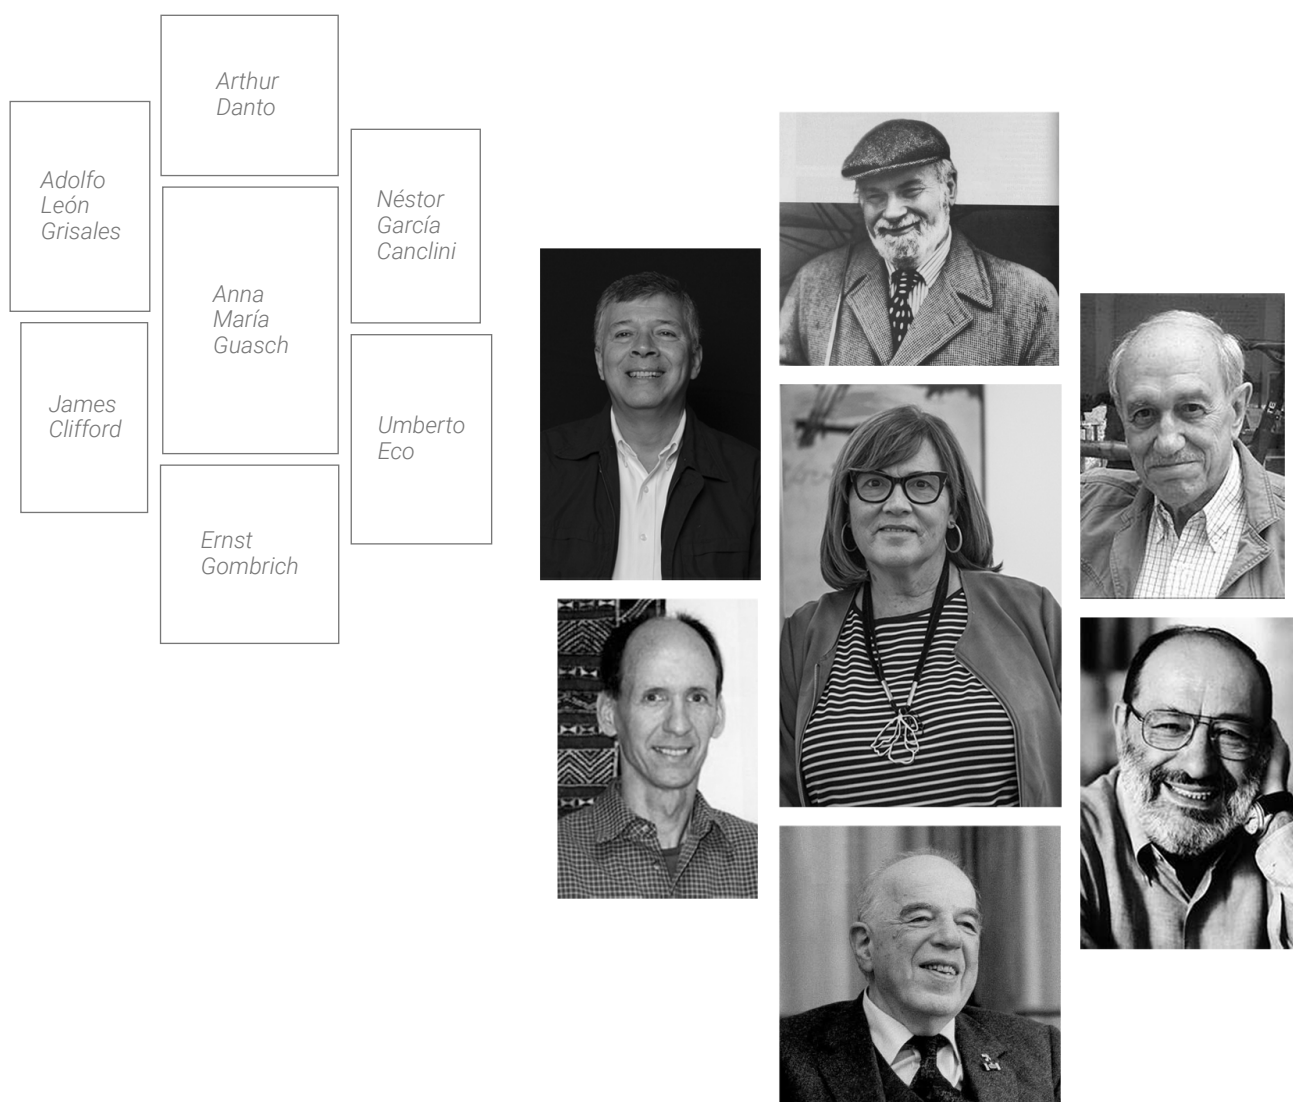 Arthur
Danto
Adolfo
León
Grisales
Néstor
García
Canclini
Anna
María
Guasch
James
Clifford
Umberto
Eco
Ernst
Gombrich